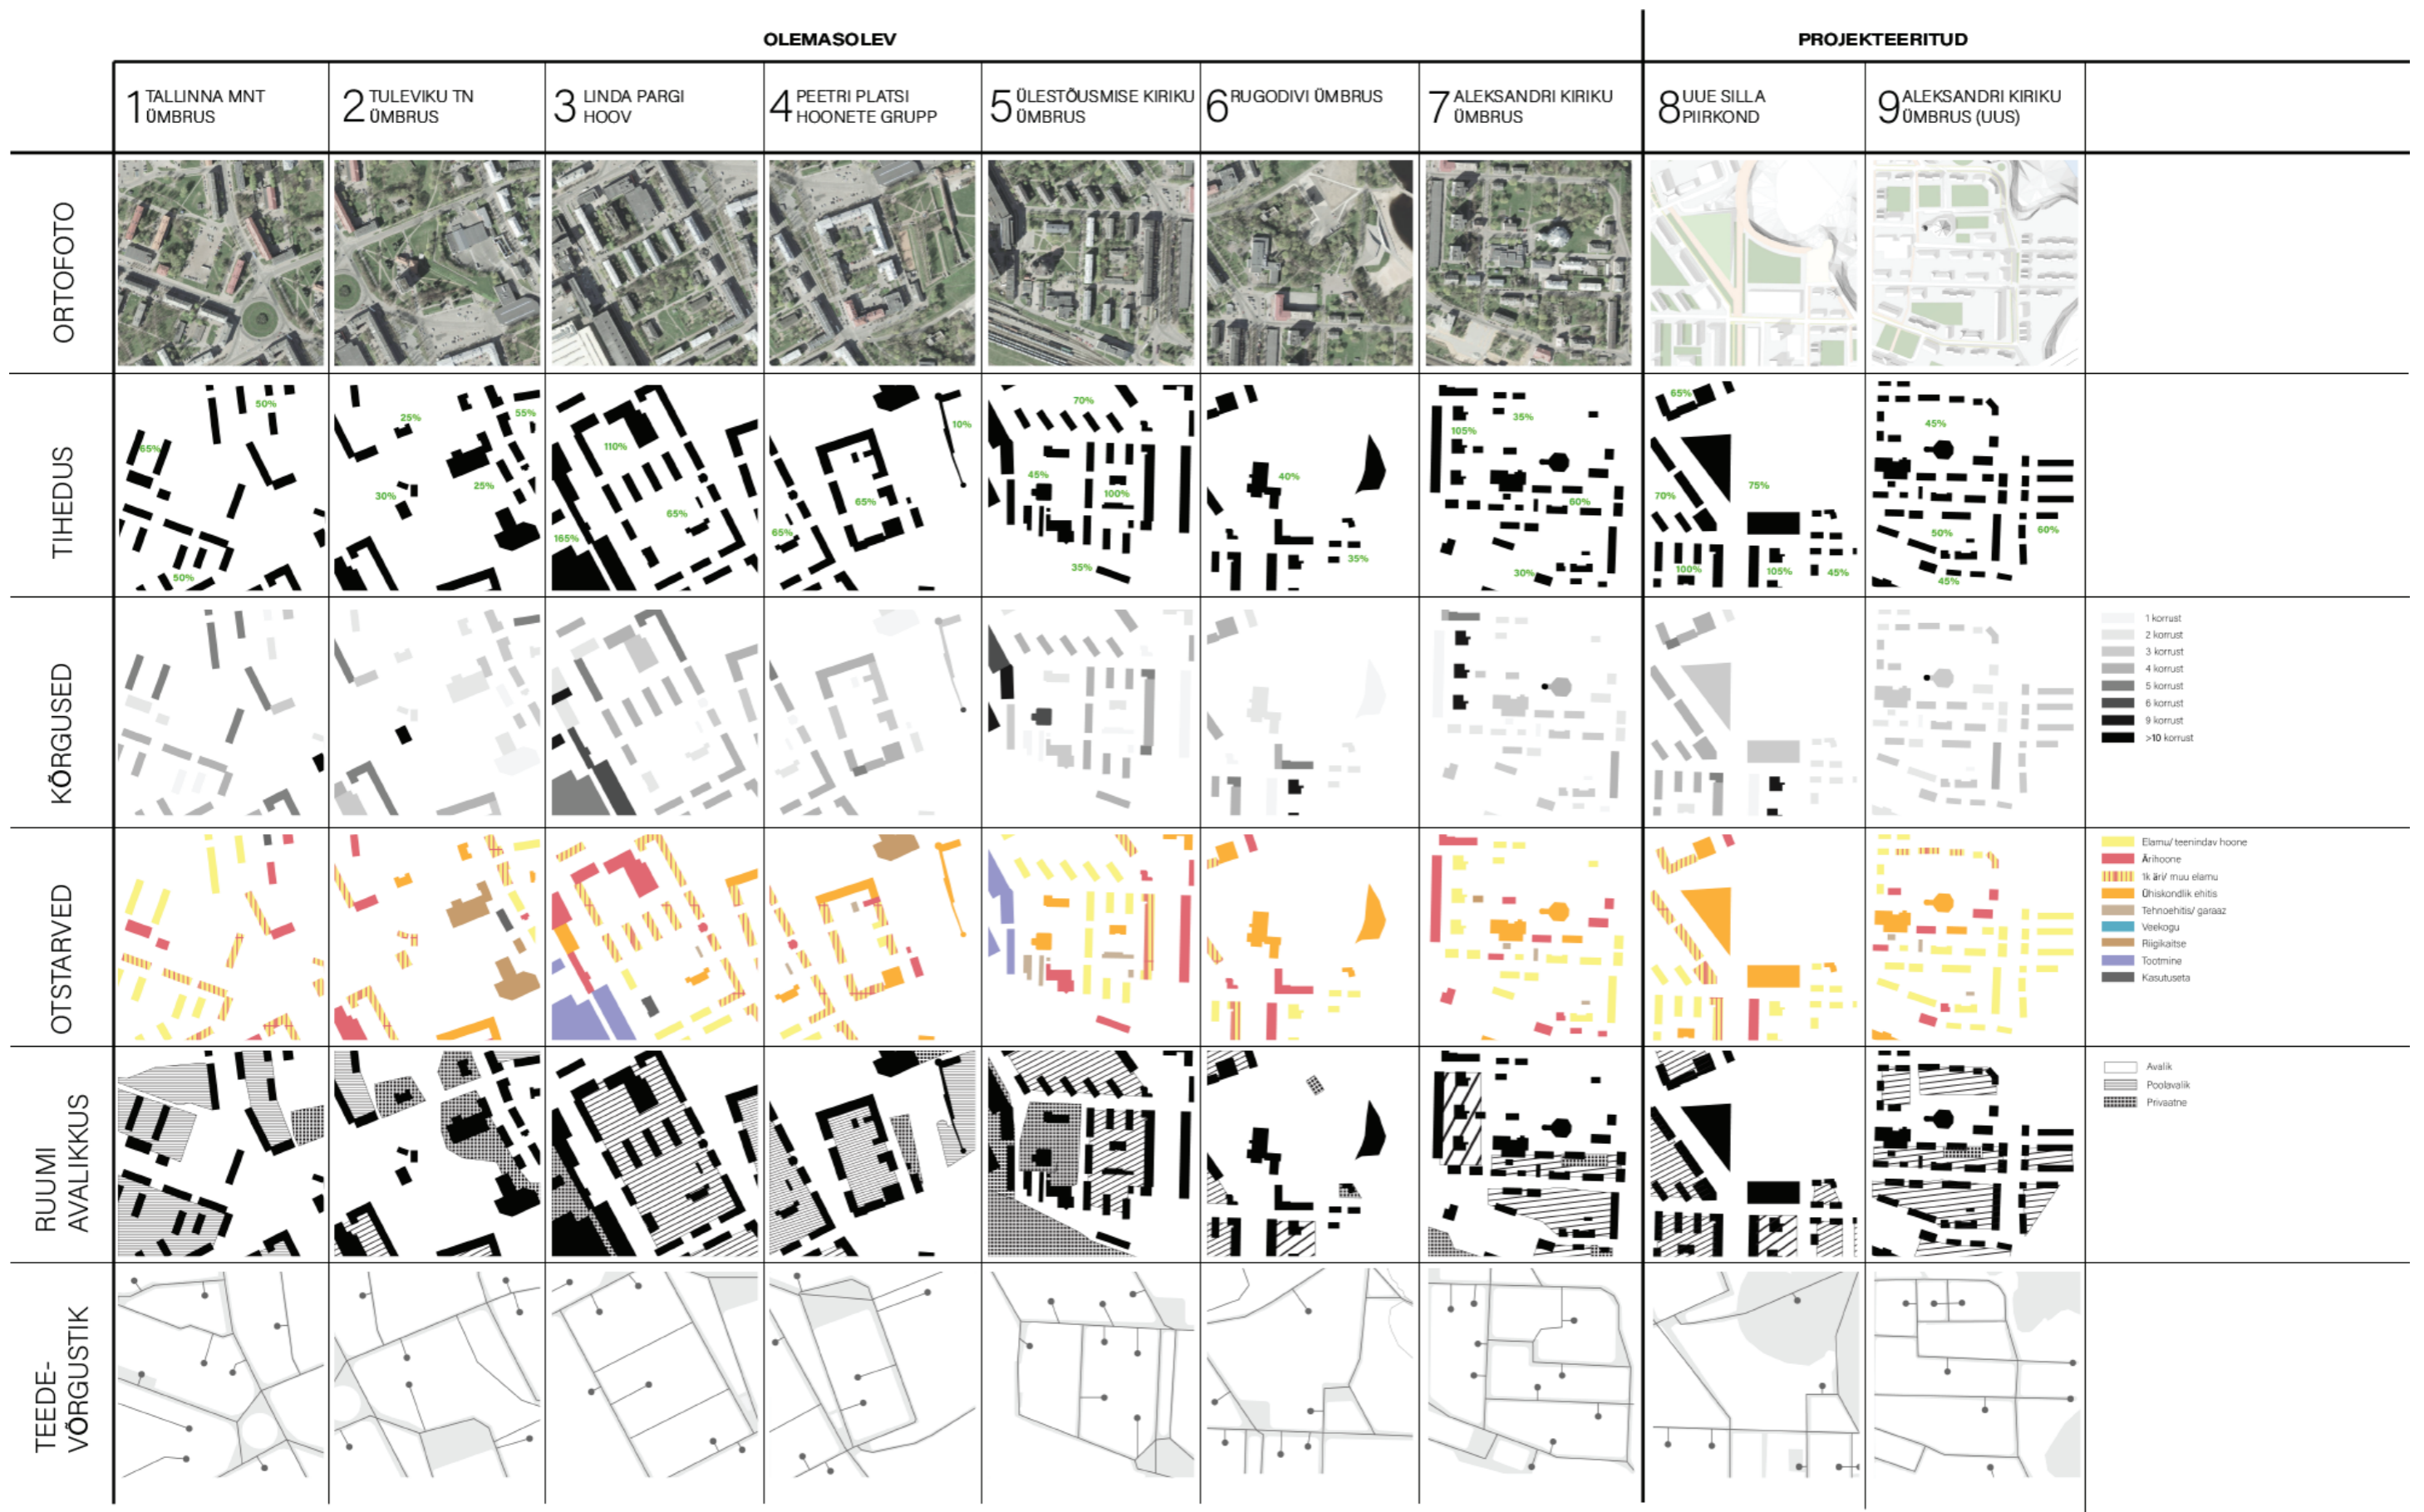 OLEMASOLEV
PROJEKTEERITUD
1 TALLINNA MNT
ÜMBRUS
2 TULEVIKU TN
ÜMBRUS
3 LINDA PARGI
HOOV
4 PEETRI PLATSI
HOONETE GRUPP
5 ÜLESTÕUSMISE KIRIKU
ÜMBRUS
6 RUGODIVI ÜMBRUS
7 ALEKSANDRI KIRIKU
ÜMBRUS
8 UUE SILLA
PIIRKOND
9 ALEKSANDRI KIRIKU
ÜMBRUS (UUS)
ORTOFOTO
TIHEDUS
50%
65%
50%
25%
55%
30%
25%
110%
65%
165%
10%
65%
65%
70%
45%
100%
35%
40%
35%
35%
105%
60%
30%
65%
75%
70%
100%
105%
45%
45%
50%
60%
45%
KÕRGUSED
1 korrust
2 korrust
3 korrust
4 korrust
5 korrust
6 korrust
9 korrust
>10 korrust
OTSTARVED
Elamu/ teenindav hoone
Ärihoone
1k äri/ muu elamu
Ühiskondlik ehitis
Tehnoehitis/ garaaz
Veekogu
Riigikaitse
Tootmine
Kasutuseta
RUUMI
AVALIKKUS
Avalik
Poolavalik
Privaatne
TEEDE-
VÕRGUSTIK